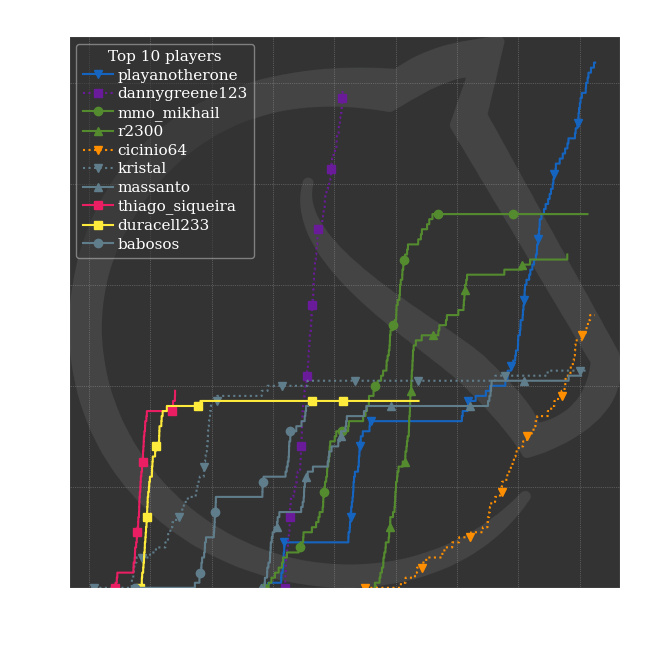 Top 10 players
playanotherone
dannygreene123
mmo_mikhail
r2300
cicinio64
kristal
massanto
thiago_siqueira
duracell233
babosos